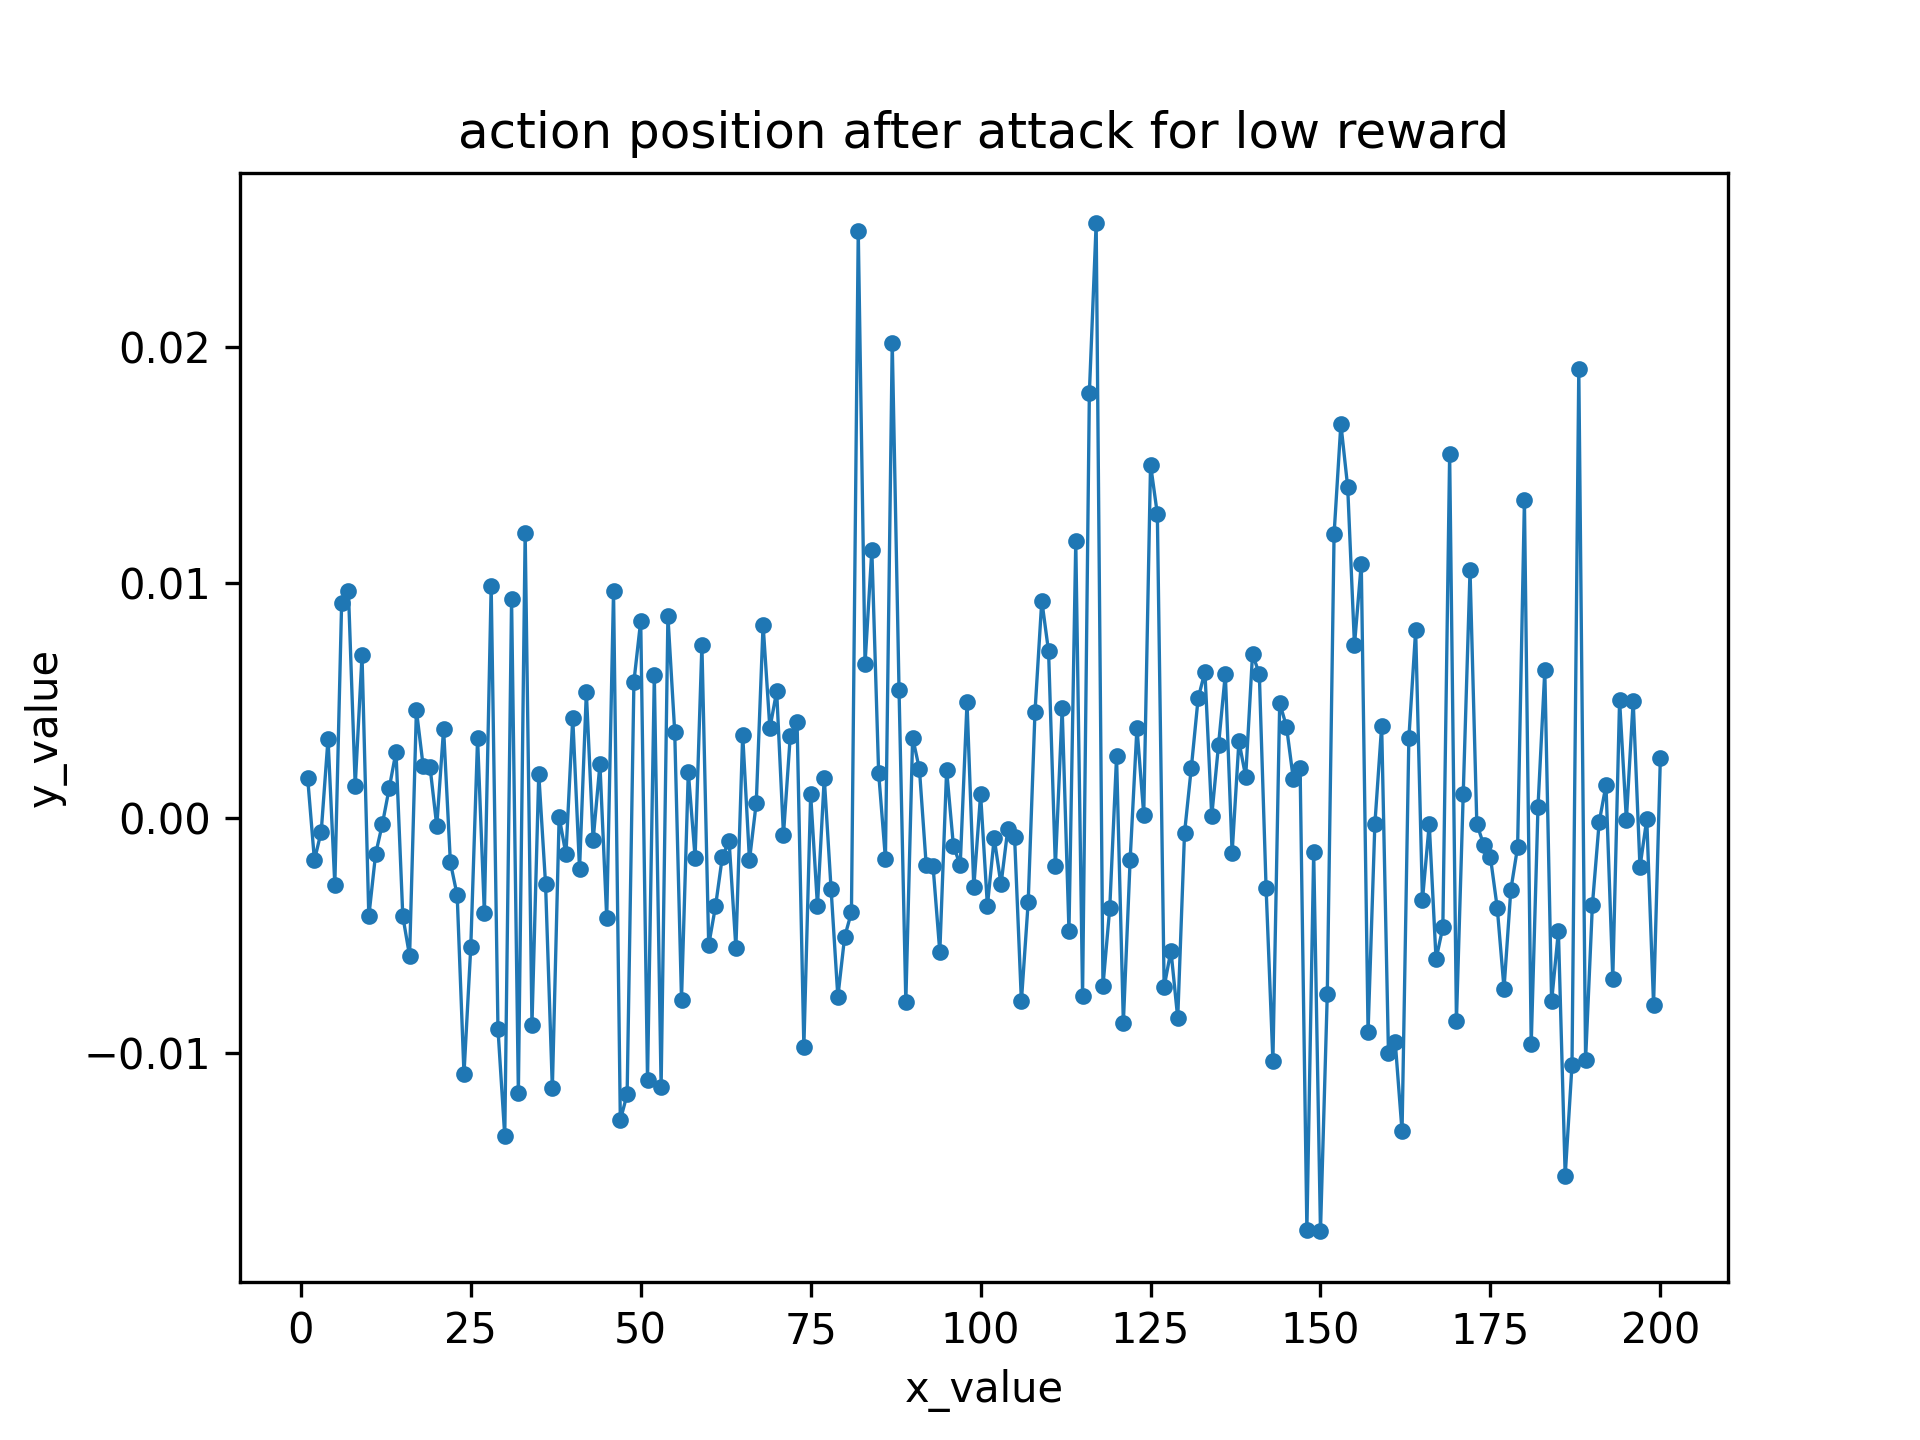 action position after attack for low reward
0.02
0.01
0.00
−0.01
y_value
0 25 50 75 100 125 150 175 200
x_value